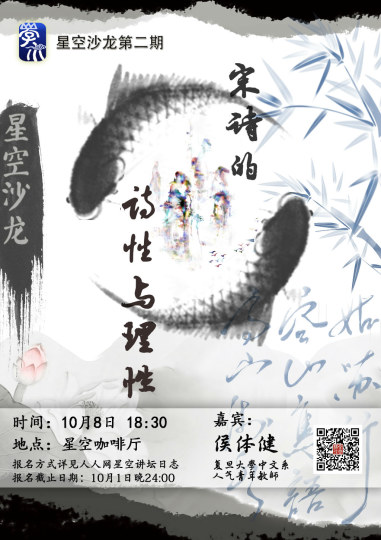 星空沙龙第二期
宋诗的
诗性与理性
星空沙龙
姑苏
时间：10月8日 18:30
地点：星空咖啡厅
报名方式详见人人网星空讲坛日志
报名截止日期：10月1日晚24:00
嘉宾：
侯体健
复旦大學中文系
人气青年教師